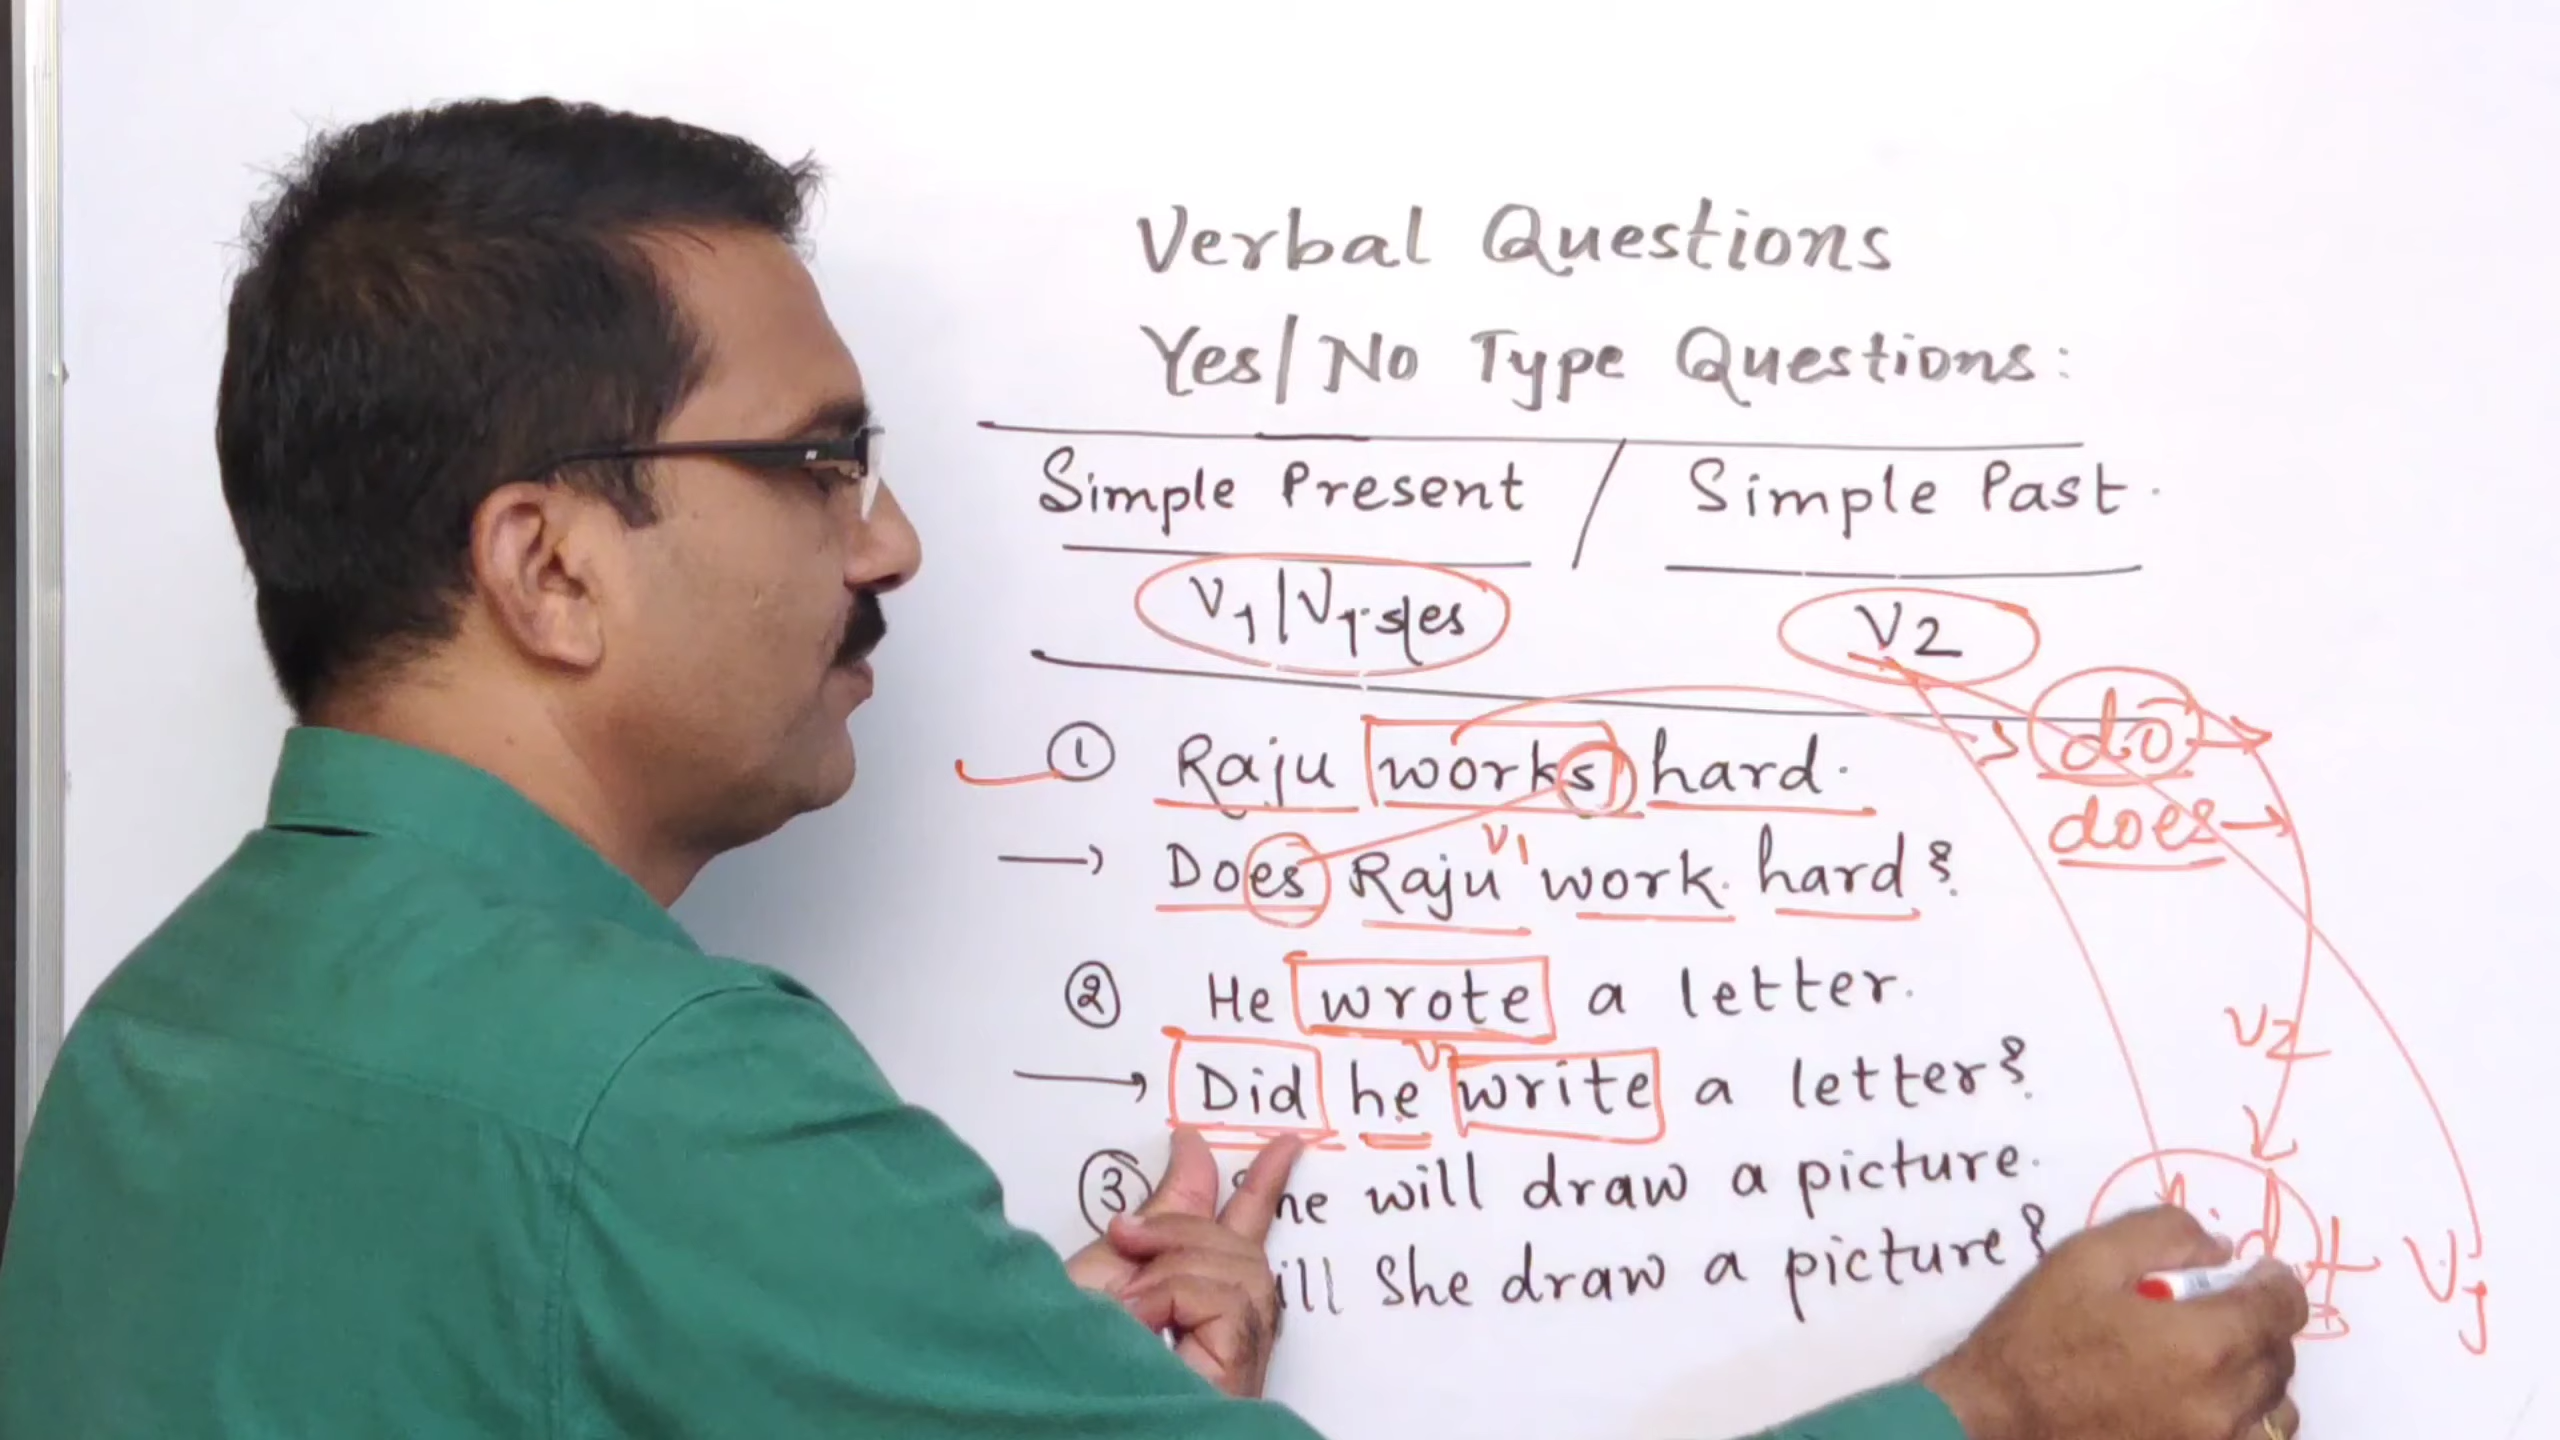 Verbal Questions
Yes/No Type Questions:
Simple Present / Simple Past.
V1/V1.s/es V2
① Raju works hard.
do
does
V1
→ Does Raju work hard?
② He wrote a letter.
V2
→ Did he write a letter?
③ will draw a picture.
she draw a picture?
+ V1